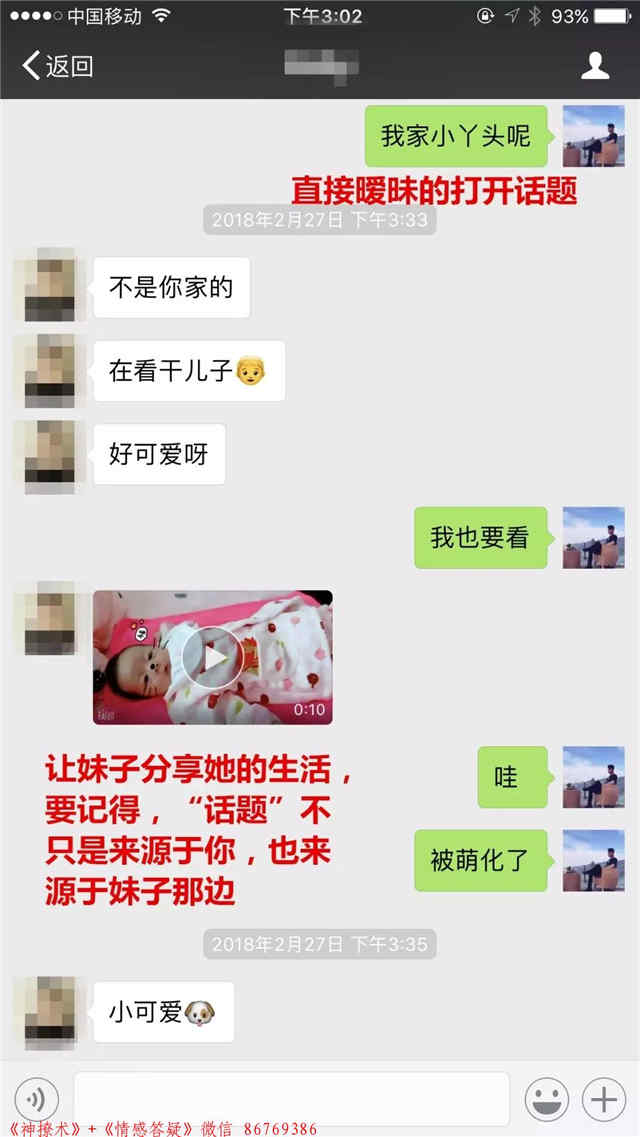 中国移动
下午3:02
93%
返回
我家小丫头呢
直接暧昧的打开话题
2018年2月27日 下午3:33
不是你家的
在看干儿子
好可爱呀
我也要看
0:10
让妹子分享她的生活，
要记得，“话题”不
只是来源于你，也来
源于妹子那边
哇
被萌化了
2018年2月27日 下午3:35
小可爱
《神撩术》+《情感答疑》微信 86769386